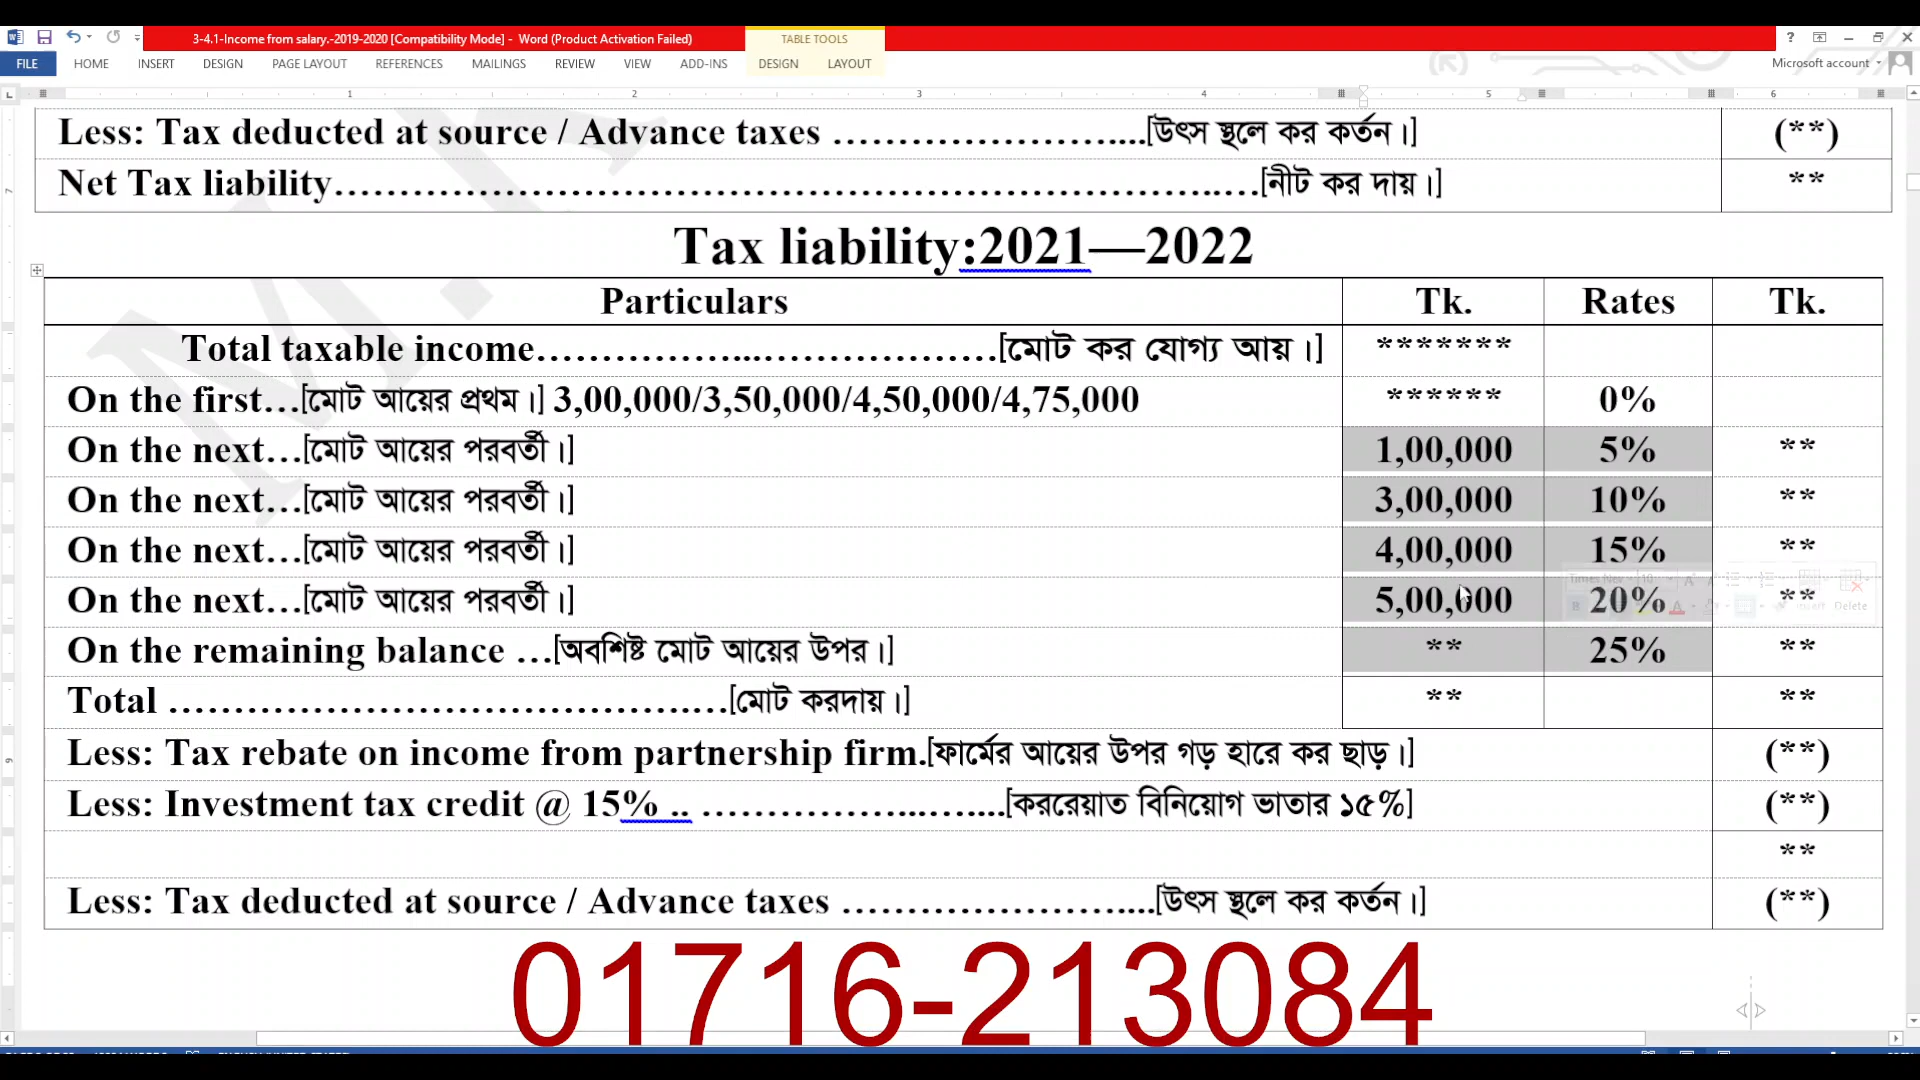 3-4.1-Income from salary.-2019-2020 [Compatibility Mode] - Word (Product Activation Failed)
TABLE TOOLS
FILE HOME INSERT DESIGN PAGE LAYOUT REFERENCES MAILINGS REVIEW VIEW ADD-INS DESIGN LAYOUT
Microsoft account
1 2 3 4 5 6
Less: Tax deducted at source / Advance taxes …………………....[উৎস স্থলে কর কর্তন।] (**)
Net Tax liability…………………………………………………………..…[নীট কর দায়।] **
Tax liability:2021—2022
Particulars Tk. Rates Tk.
Total taxable income……………...………………[মোট কর যোগ্য আয়।] *******
On the first…[মোট আয়ের প্রথম।] 3,00,000/3,50,000/4,50,000/4,75,000 ****** 0%
On the next…[মোট আয়ের পরবর্তী।] 1,00,000 5% **
On the next…[মোট আয়ের পরবর্তী।] 3,00,000 10% **
On the next…[মোট আয়ের পরবর্তী।] 4,00,000 15% **
On the next…[মোট আয়ের পরবর্তী।] 5,00,000 20% **
On the remaining balance …[অবশিষ্ট মোট আয়ের উপর।] ** 25% **
Total …………………………………….…[মোট করদায়।] ** **
Less: Tax rebate on income from partnership firm.[ফার্মের আয়ের উপর গড় হারে কর ছাড়।] (**)
Less: Investment tax credit @ 15% .. ……………...…....[কররেয়াত বিনিয়োগ ভাতার ১৫%] (**)
**
Less: Tax deducted at source / Advance taxes …………………....[উৎস স্থলে কর কর্তন।] (**)
01716-213084